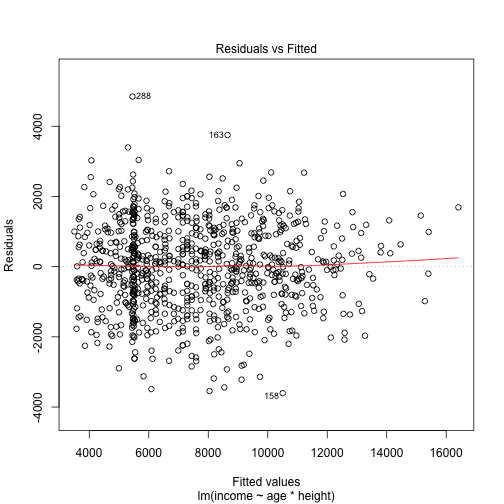 Residuals vs Fitted
Residuals
4000
2000
0
-2000
-4000
288
163
158
4000 6000 8000 10000 12000 14000 16000
Fitted values
lm(income ~ age * height)